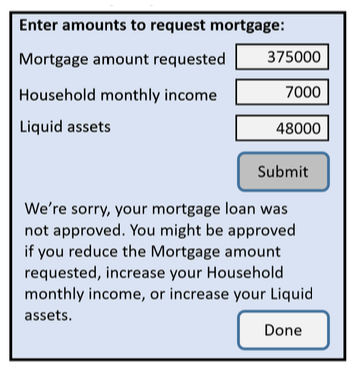 Enter amounts to request mortgage:
Mortgage amount requested 375000
Household monthly income 7000
Liquid assets 48000
Submit
We're sorry, your mortgage loan was
not approved. You might be approved
if you reduce the Mortgage amount
requested, increase your Household
monthly income, or increase your Liquid
assets.
Done